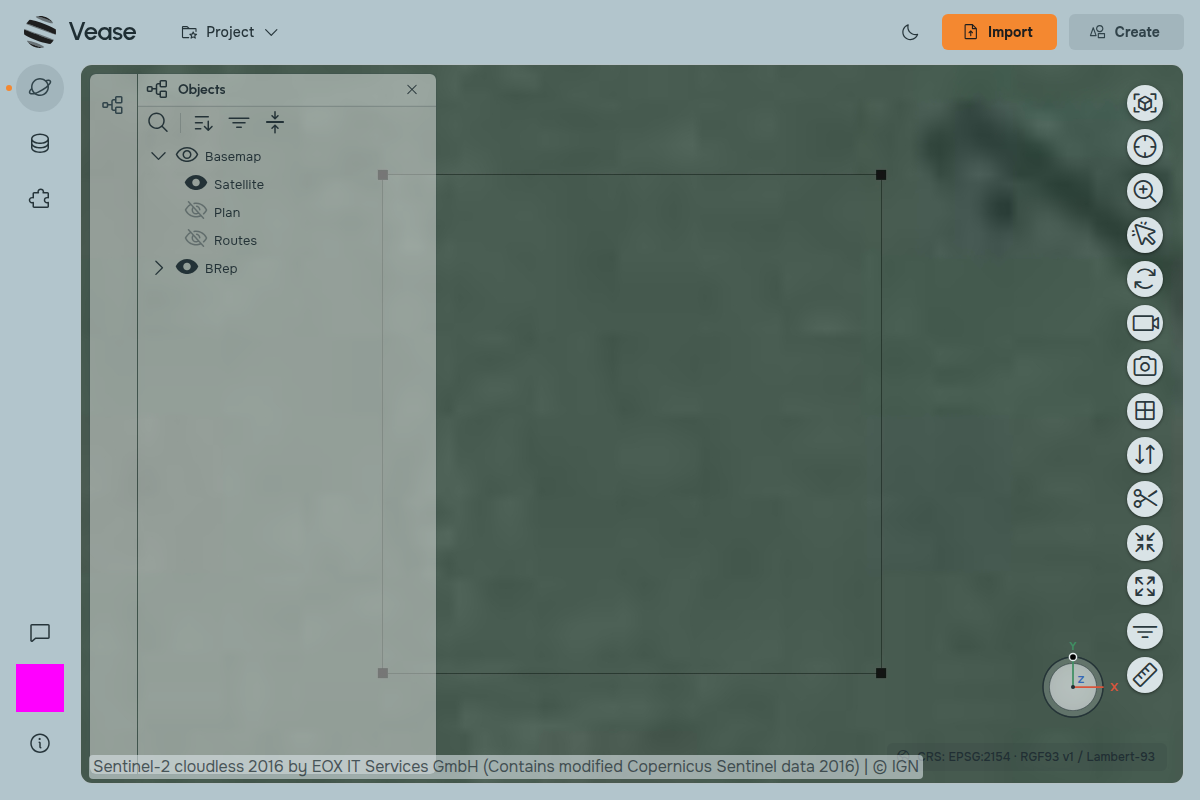 Vease
Project
Import
Create
Objects
Basemap
Satellite
Plan
Routes
BRep
Y
Z
X
CRS: EPSG:2154 · RGF93 v1 / Lambert-93
Sentinel-2 cloudless 2016 by EOX IT Services GmbH (Contains modified Copernicus Sentinel data 2016) | © IGN